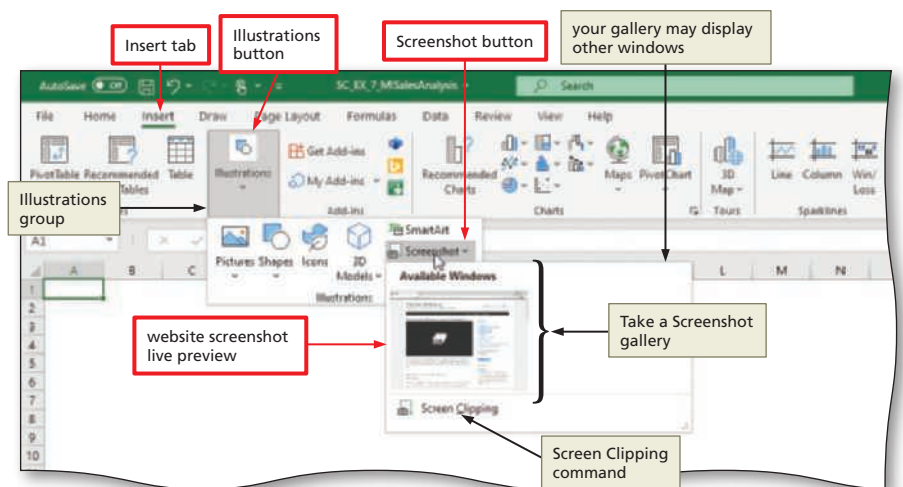 Insert tab
Illustrations
button
Screenshot button
your gallery may display
other windows
AutoSave Off
SC_EX_7_MISalesAnalysis
Search
File Home Insert Draw Page Layout Formulas Data Review View Help
PivotTable Recommended Table
Tables
Illustrations
Get Add-ins
My Add-ins
Add-ins
Recommended
Charts
Maps PivotChart
Charts
3D
Map
Tours
Line Column Win/
Loss
Sparklines
Illustrations
group
A1
Pictures Shapes Icons 3D
Models
SmartArt
Screenshot
Illustrations
A B C L M N
Available Windows
1
2
3
4
5
6
7
8
9
10
website screenshot
live preview
Take a Screenshot
gallery
Screen Clipping
Screen Clipping
command